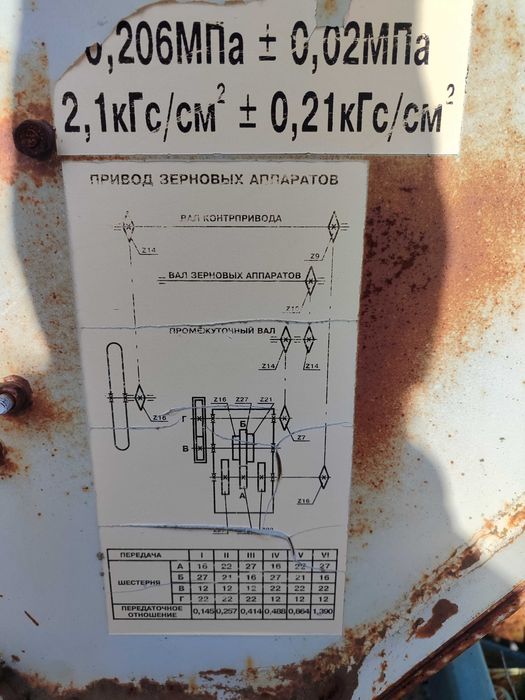 0,206МПа ± 0,02МПа
2,1кГс/см² ± 0,21кГс/см²
ПРИВОД ЗЕРНОВЫХ АППАРАТОВ
ВАЛ КОНТРПРИВОДА
Z14 Z9
ВАЛ ЗЕРНОВЫХ АППАРАТОВ
ПРОМЕЖУТОЧНЫЙ ВАЛ
Z14 Z14
Z16 Z16 Z27 Z21
Г Б
Z7
В
А
Z16
ПЕРЕДАЧА I II III IV V VI
ШЕСТЕРНЯ
А 16 22 27 16 22 27
Б 27 21 16 27 21 16
В 12 12 12 22 22 22
Г 22 22 22 12 12 12
ПЕРЕДАТОЧНОЕ
ОТНОШЕНИЕ 0,145 0,257 0,414 0,488 0,864 1,390